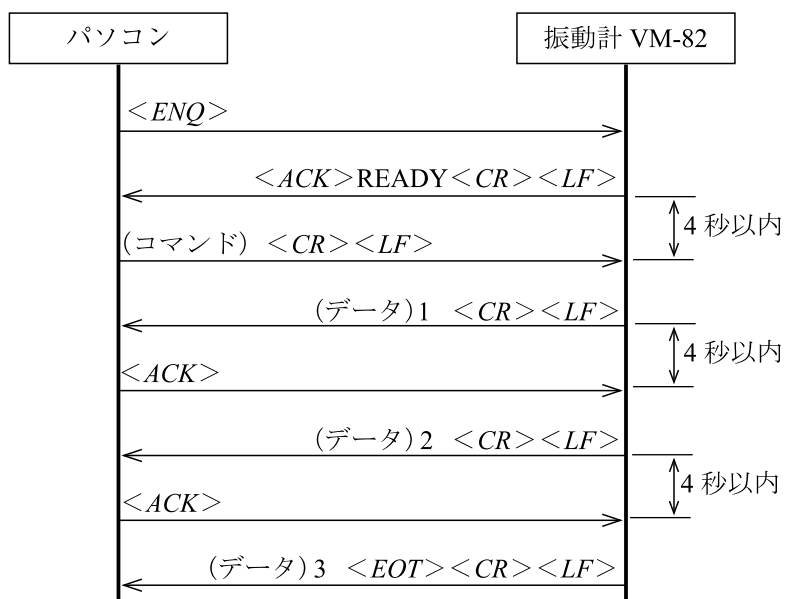 パソコン
振動計 VM-82
<ENQ>
<ACK>READY<CR><LF>
4 秒以内
(コマンド) <CR><LF>
(データ)1 <CR><LF>
4 秒以内
<ACK>
(データ)2 <CR><LF>
4 秒以内
<ACK>
(データ)3 <EOT><CR><LF>